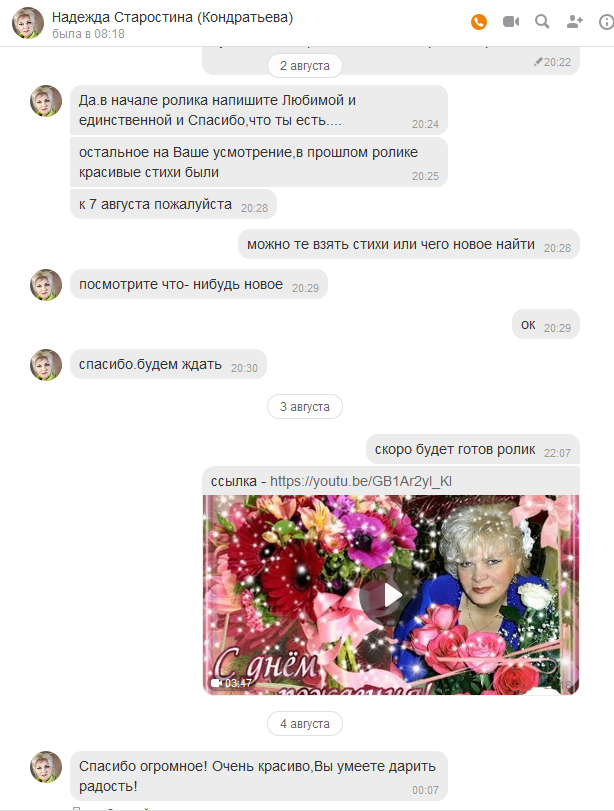 Надежда Старостина (Кондратьева)
была в 08:18
20:22
2 августа
Да.в начале ролика напишите Любимой и
единственной и Спасибо,что ты есть....
20:24
остальное на Ваше усмотрение,в прошлом ролике
красивые стихи были
20:25
к 7 августа пожалуйста 20:28
можно те взять стихи или чего новое найти 20:28
посмотрите что- нибудь новое 20:29
ок 20:29
спасибо.будем ждать 20:30
3 августа
скоро будет готов ролик 22:07
ссылка - https://youtu.be/GB1Ar2yl_KI
С днём
рождения!
03:47
4 августа
Спасибо огромное! Очень красиво,Вы умеете дарить
радость!
00:07